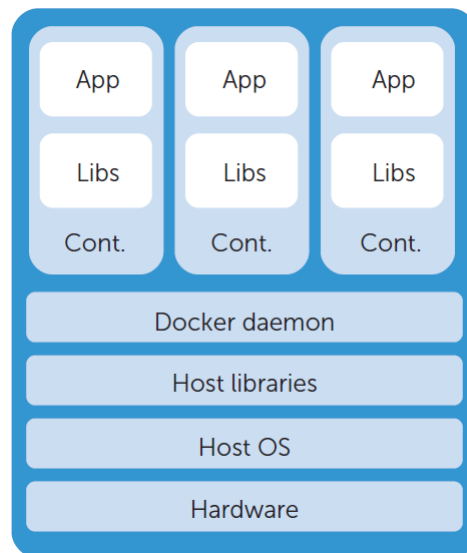 App App App
Libs Libs Libs
Cont. Cont. Cont.
Docker daemon
Host libraries
Host OS
Hardware